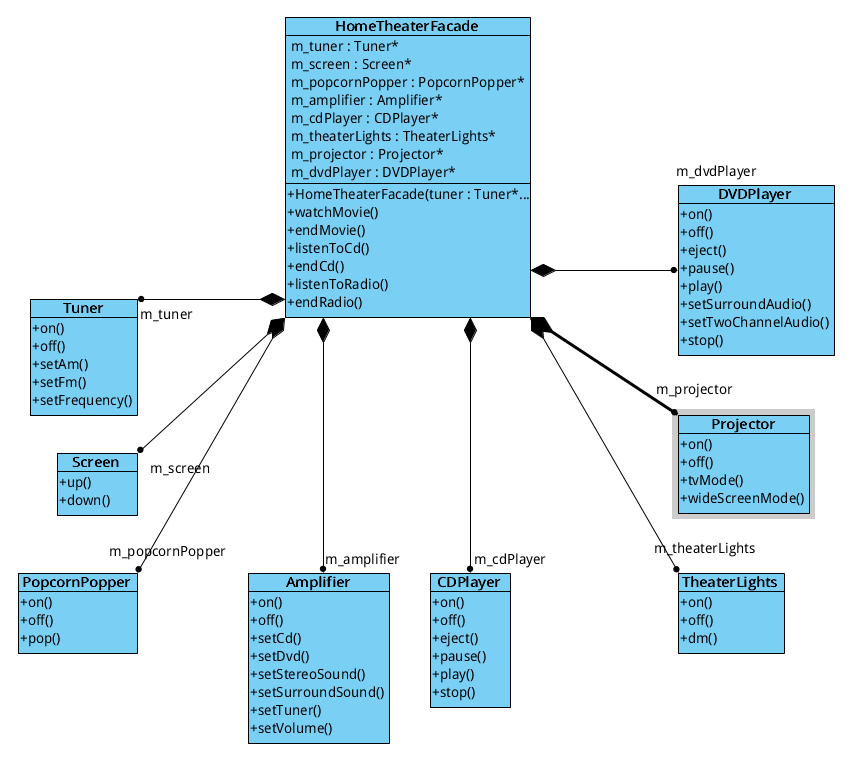 HomeTheaterFacade
m_tuner : Tuner*
m_screen : Screen*
m_popcornPopper : PopcornPopper*
m_amplifier : Amplifier*
m_cdPlayer : CDPlayer*
m_theaterLights : TheaterLights*
m_projector : Projector*
m_dvdPlayer : DVDPlayer*
+HomeTheaterFacade(tuner : Tuner*...
+watchMovie()
+endMovie()
+listenToCd()
+endCd()
+listenToRadio()
+endRadio()
m_dvdPlayer
DVDPlayer
+on()
+off()
+eject()
+pause()
+play()
+setSurroundAudio()
+setTwoChannelAudio()
+stop()
m_tuner
Tuner
+on()
+off()
+setAm()
+setFm()
+setFrequency()
m_projector
Projector
+on()
+off()
+tvMode()
+wideScreenMode()
m_screen
Screen
+up()
+down()
m_popcornPopper
PopcornPopper
+on()
+off()
+pop()
m_amplifier
Amplifier
+on()
+off()
+setCd()
+setDvd()
+setStereoSound()
+setSurroundSound()
+setTuner()
+setVolume()
m_cdPlayer
CDPlayer
+on()
+off()
+eject()
+pause()
+play()
+stop()
m_theaterLights
TheaterLights
+on()
+off()
+dm()